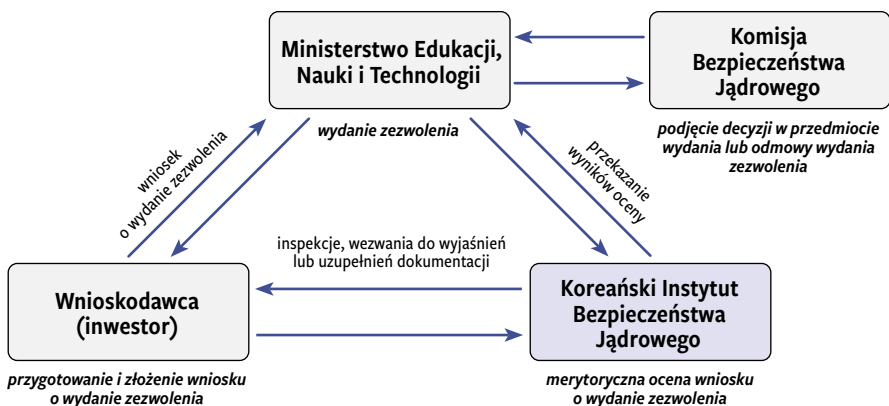 Ministerstwo Edukacji,
Nauki i Technologii
wydanie zezwolenia
Komisja
Bezpieczeństwa
Jądrowego
podjęcie decyzji w przedmiocie
wydania lub odmowy wydania
zezwolenia
wniosek
o wydanie zezwolenia
przekazanie
wyników oceny
inspekcje, wezwania do wyjaśnień
lub uzupełnień dokumentacji
Wnioskodawca
(inwestor)
przygotowanie i złożenie wniosku
o wydanie zezwolenia
Koreański Instytut
Bezpieczeństwa
Jądrowego
merytoryczna ocena wniosku
o wydanie zezwolenia